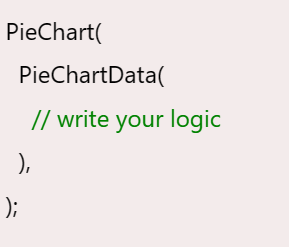 PieChart(
PieChartData(
// write your logic
),
);